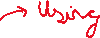 → Using